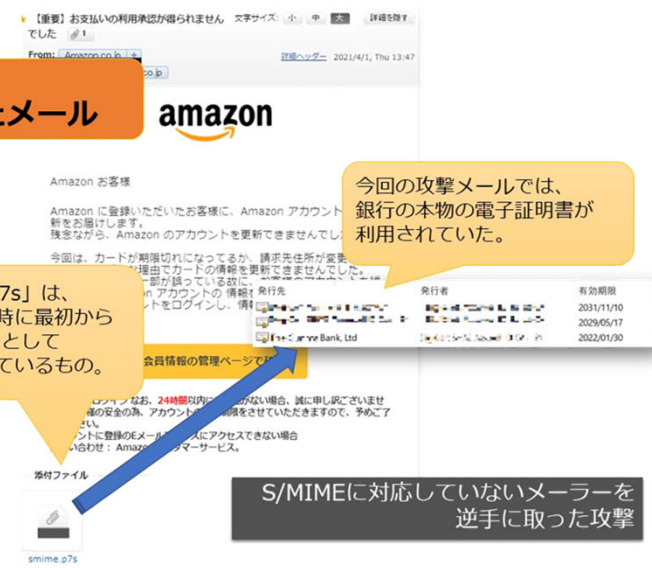 【重要】お支払いの利用承認が得られません
でした 1
文字サイズ: 小 中 大 詳細を隠す
From: Amazon.co.jp +
co.jp
詳細ヘッダー 2021/4/1, Thu 13:47
たメール
amazon
Amazon お客様
Amazon に登録いただいたお客様に、Amazon アカウント
新をお届けします。
残念ながら、Amazon のアカウントを更新できませんでし
今回は、カードが期限切れになってるか、請求先住所が変更
な理由でカードの情報を更新できませんでした。
一部が誤っている故に、
アカウントの 情報を
ントをログインし、情
今回の攻撃メールでは、
銀行の本物の電子証明書が
利用されていた。
発行先 発行者 有効期限
2031/11/10
2029/05/17
Bank, Ltd 2022/01/30
7s」は、
時に最初から
として
ているもの。
会員情報の管理ページで
なお、24時間以内に
がない場合、誠に申し訳ございませ
様の安全の為、アカウントの
制限をさせていただきますので、予めご了
さい。
ントに登録のEメール
スにアクセスできない場合
い合わせ: Amazo
マーサービス。
添付ファイル
smime.p7s
S/MIMEに対応していないメーラーを
逆手に取った攻撃